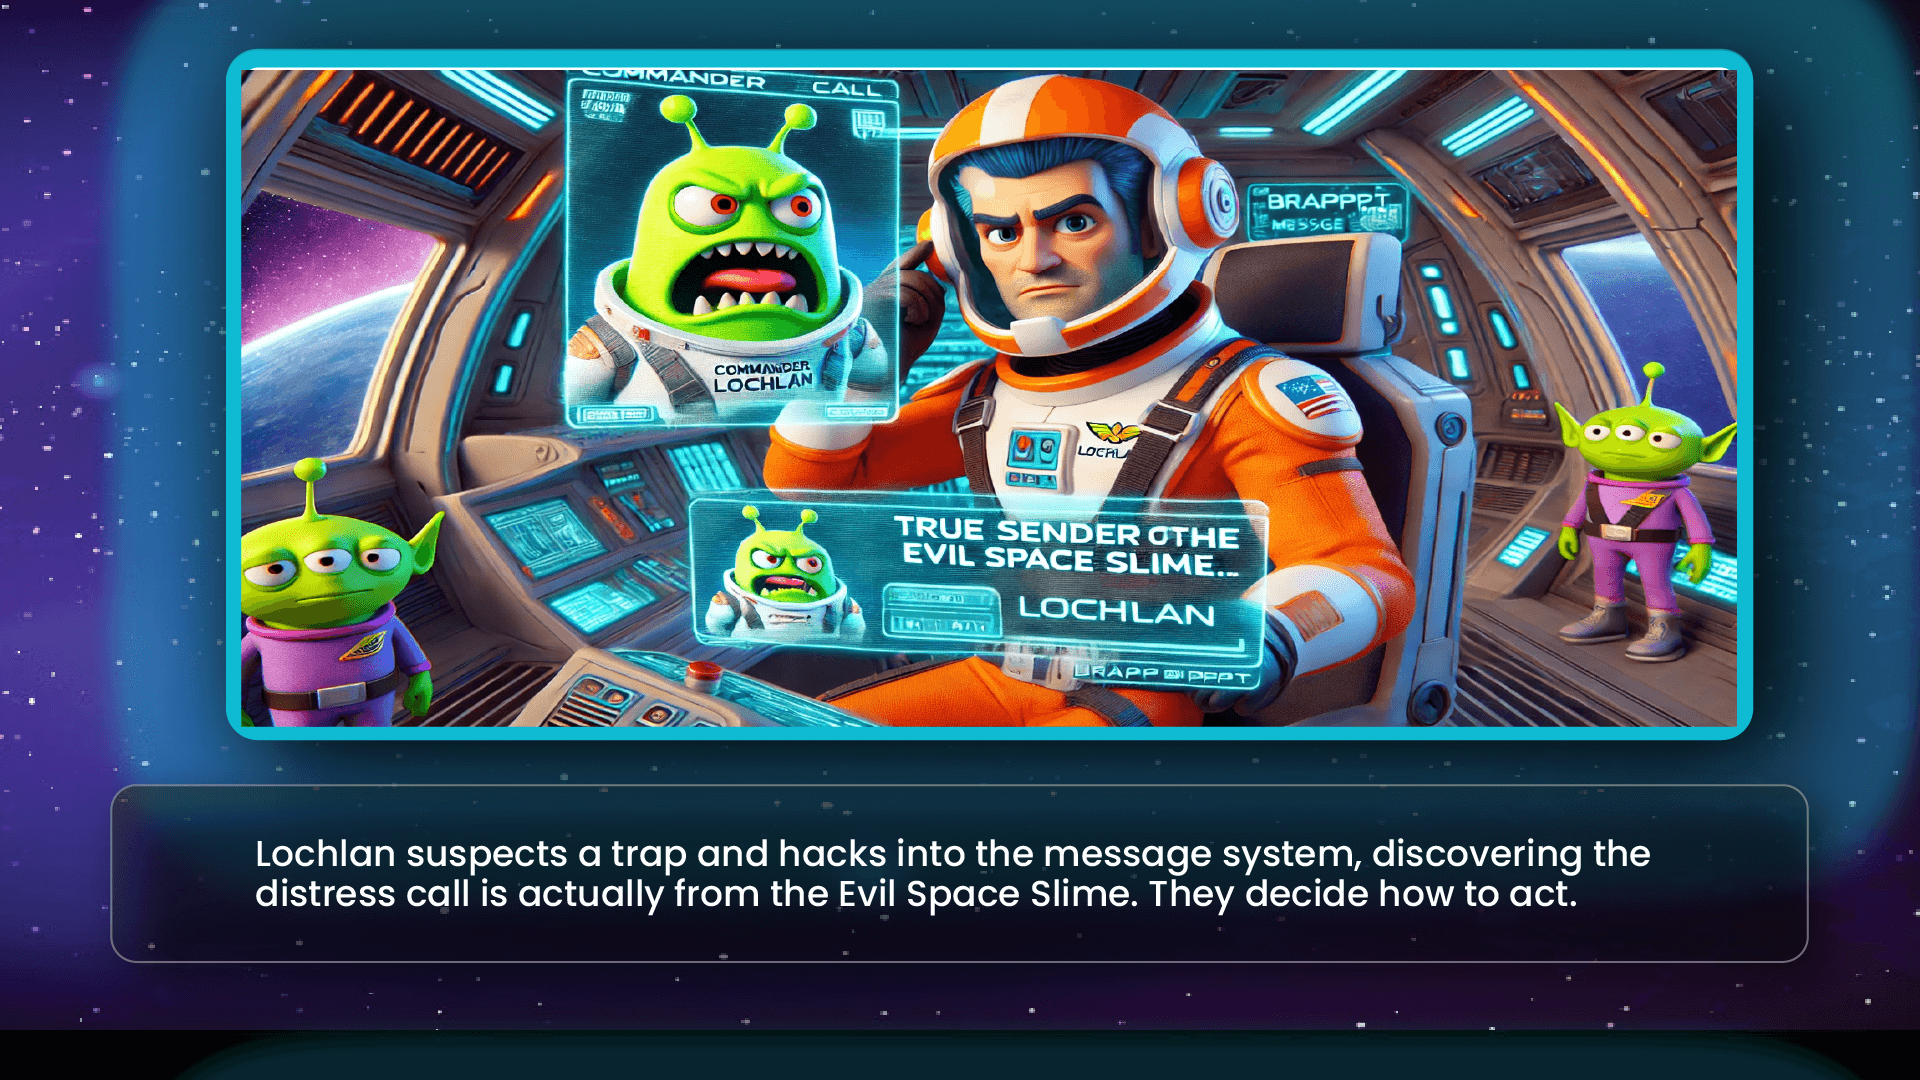 COMMANDER CALL
BRAPPPT
MESSGE
COMMANDER
LOCHLAN
LOCHLA
TRUE SENDER OTHE
EVIL SPACE SLIME...
LOCHLAN
Lochlan suspects a trap and hacks into the message system, discovering the
distress call is actually from the Evil Space Slime. They decide how to act.